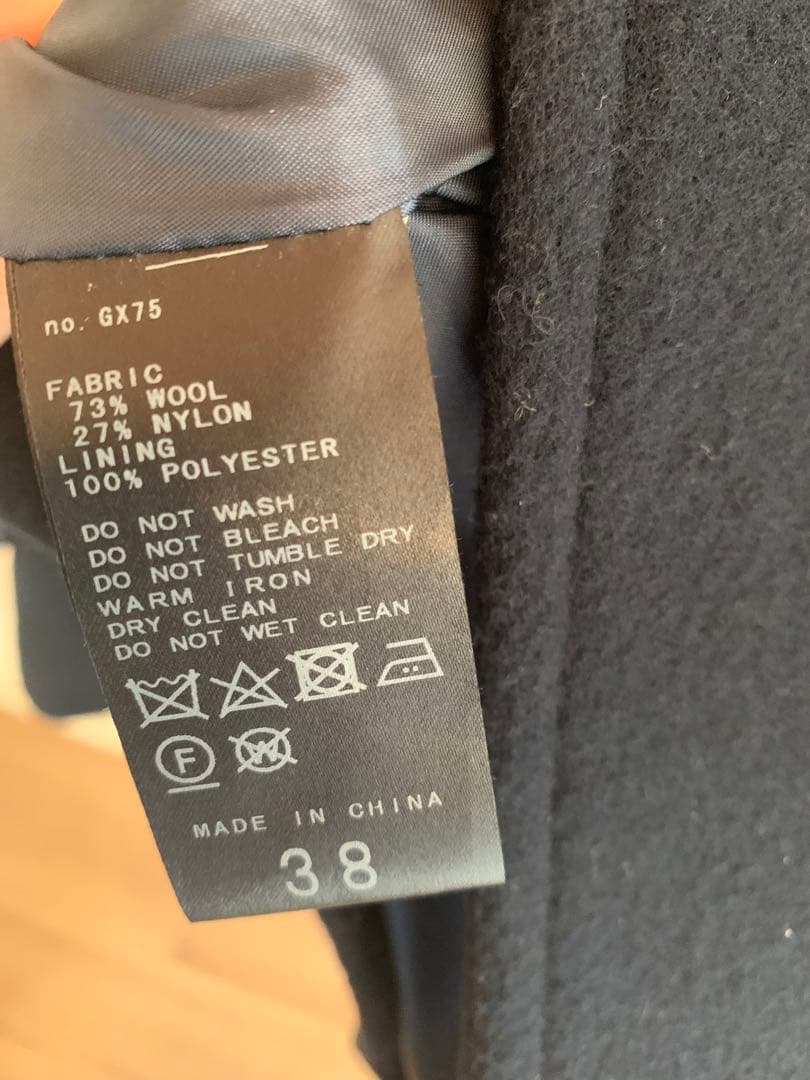 no. GX75
FABRIC
73% WOOL
27% NYLON
LINING
100% POLYESTER
DO NOT WASH
DO NOT BLEACH
DO NOT TUMBLE DRY
WARM IRON
DRY CLEAN
DO NOT WET CLEAN
F W
MADE IN CHINA
38